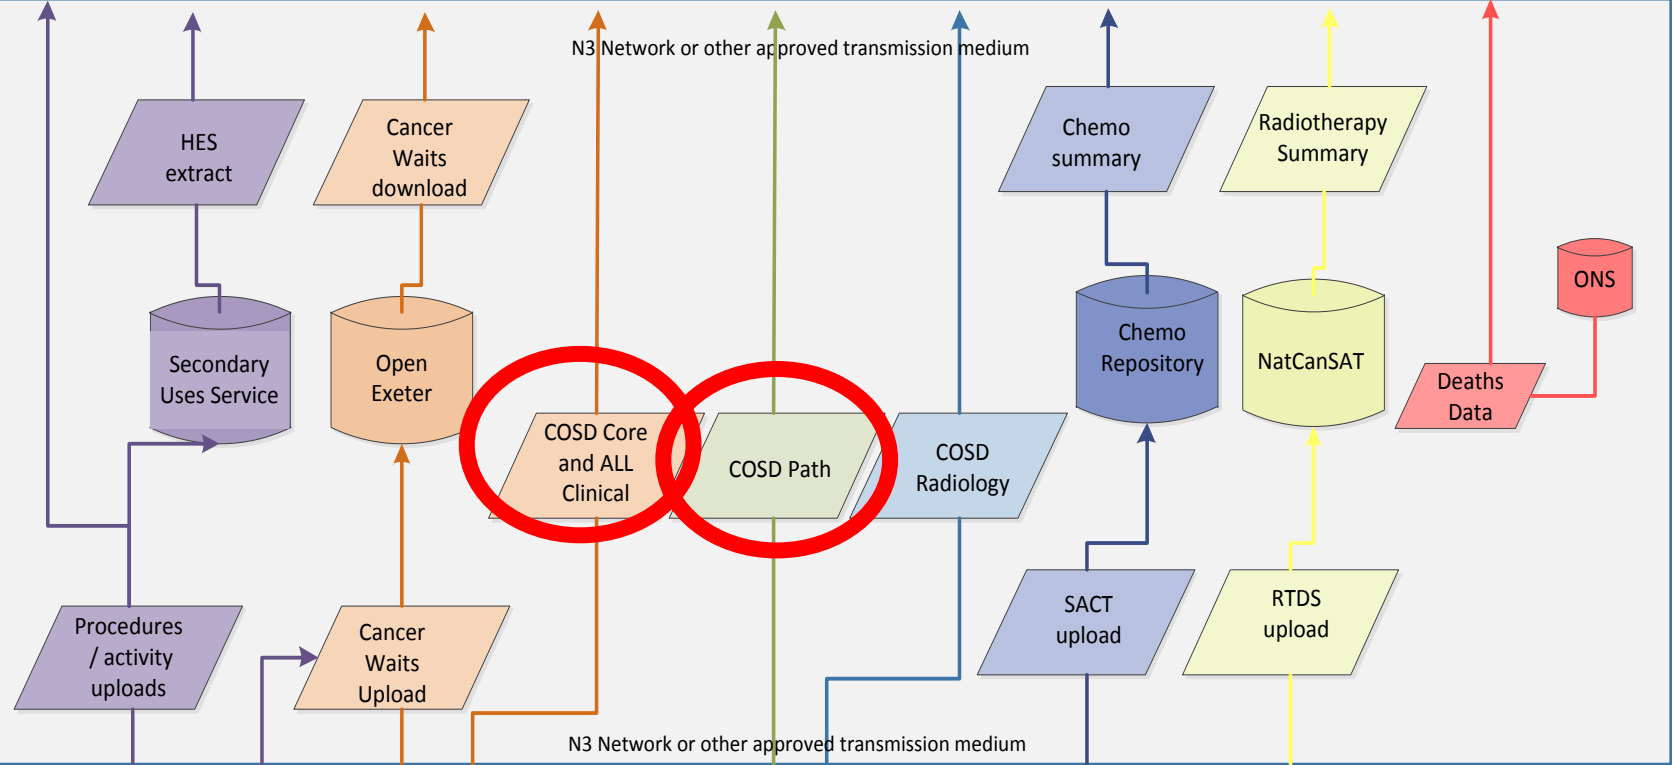 N3 Network or other approved transmission medium
HES
extract
Cancer
Waits
download
Chemo
summary
Radiotherapy
Summary
Secondary
Uses Service
Open
Exeter
COSD Core
and ALL
Clinical
COSD Path
COSD
Radiology
Chemo
Repository
NatCanSAT
ONS
Deaths
Data
Procedures
/ activity
uploads
Cancer
Waits
Upload
SACT
upload
RTDS
upload
N3 Network or other approved transmission medium